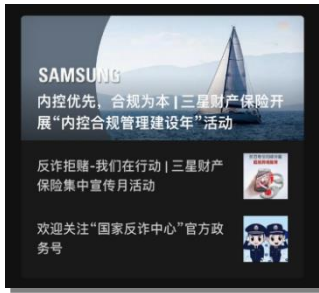 SAMSUNG
内控优先、合规为本 | 三星财产保险开
展“内控合规管理建设年”活动
反诈拒赌-我们在行动 | 三星财产
保险集中宣传月活动
欢迎关注“国家反诈中心”官方政
务号